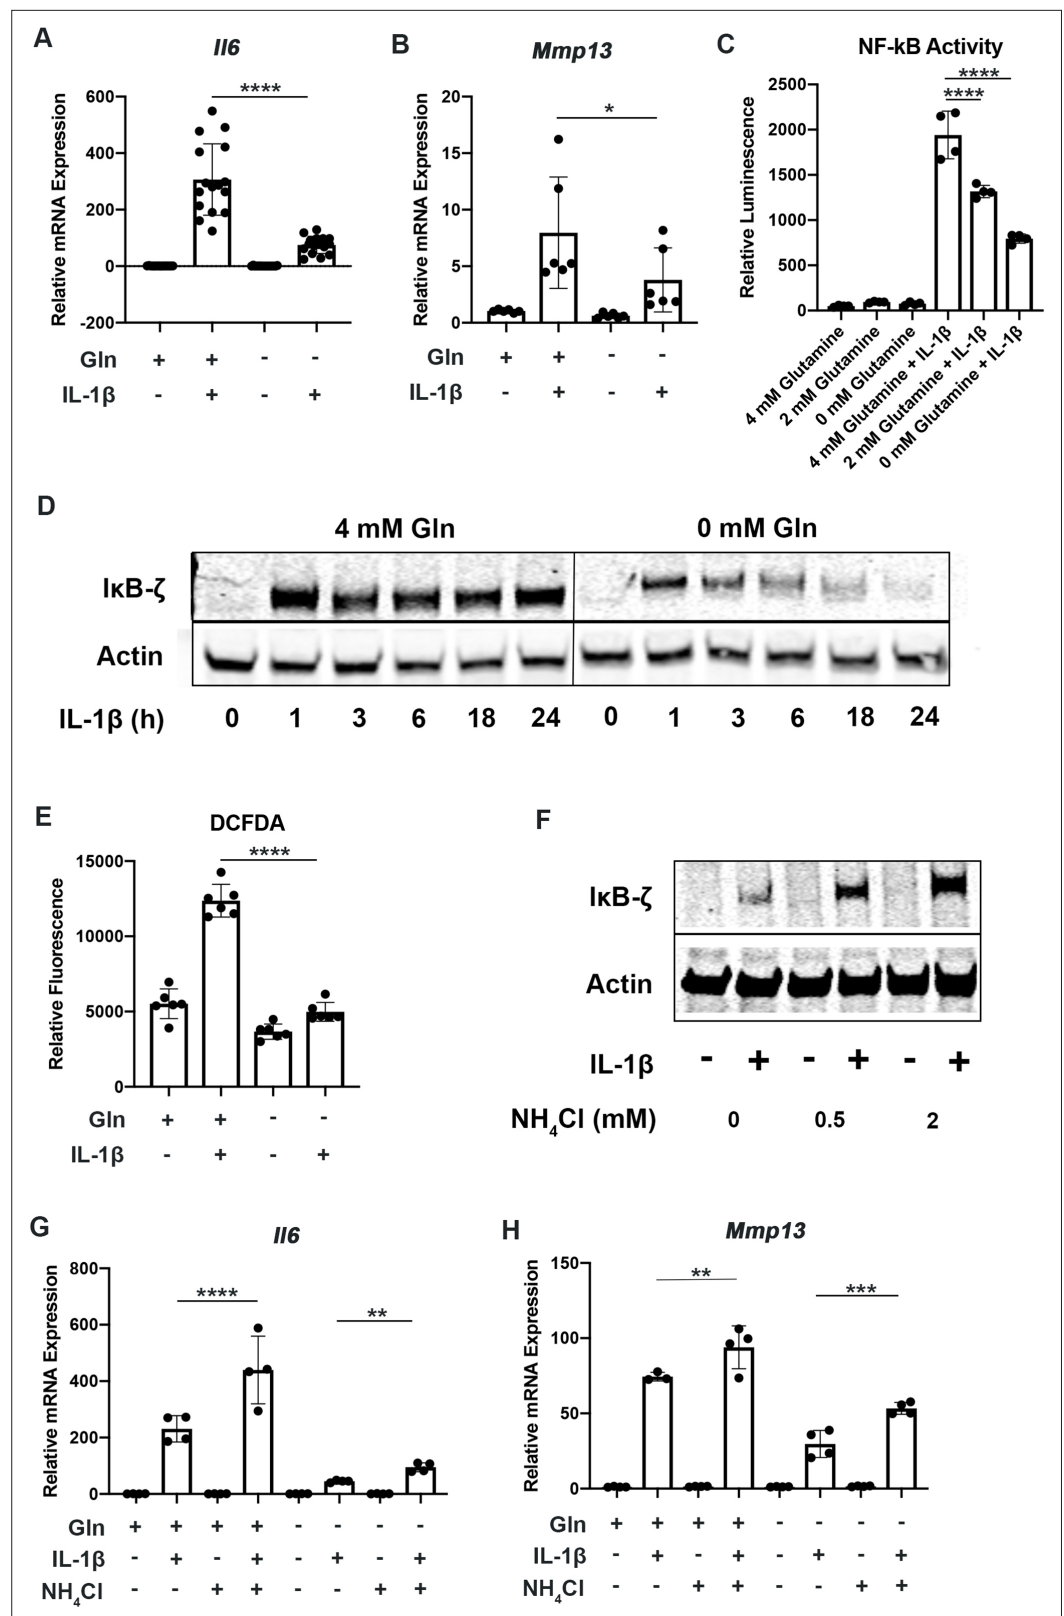 A
Il6
****
Relative mRNA Expression
600
400
200
0
-200
Gln + + - -
IL-1β - + - +
B
Mmp13
*
Relative mRNA Expression
20
15
10
5
0
Gln + + - -
IL-1β - + - +
C
NF-kB Activity
****
****
Relative Luminescence
2500
2000
1500
1000
500
0
4 mM Glutamine
2 mM Glutamine
0 mM Glutamine
4 mM Glutamine + IL-1β
2 mM Glutamine + IL-1β
0 mM Glutamine + IL-1β
D
4 mM Gln 0 mM Gln
IκB-ζ
Actin
IL-1β (h) 0 1 3 6 18 24 0 1 3 6 18 24
E
DCFDA
****
Relative Fluorescence
15000
10000
5000
0
Gln + + - -
IL-1β - + - +
F
IκB-ζ
Actin
IL-1β - + - + - +
NH4Cl (mM) 0 0.5 2
G
Il6
****
**
Relative mRNA Expression
800
600
400
200
0
Gln + + + + - - - -
IL-1β - + - + - + - +
NH4Cl - - + + - - + +
H
Mmp13
**
***
Relative mRNA Expression
150
100
50
0
Gln + + + + - - - -
IL-1β - + - + - + - +
NH4Cl - - + + - - + +